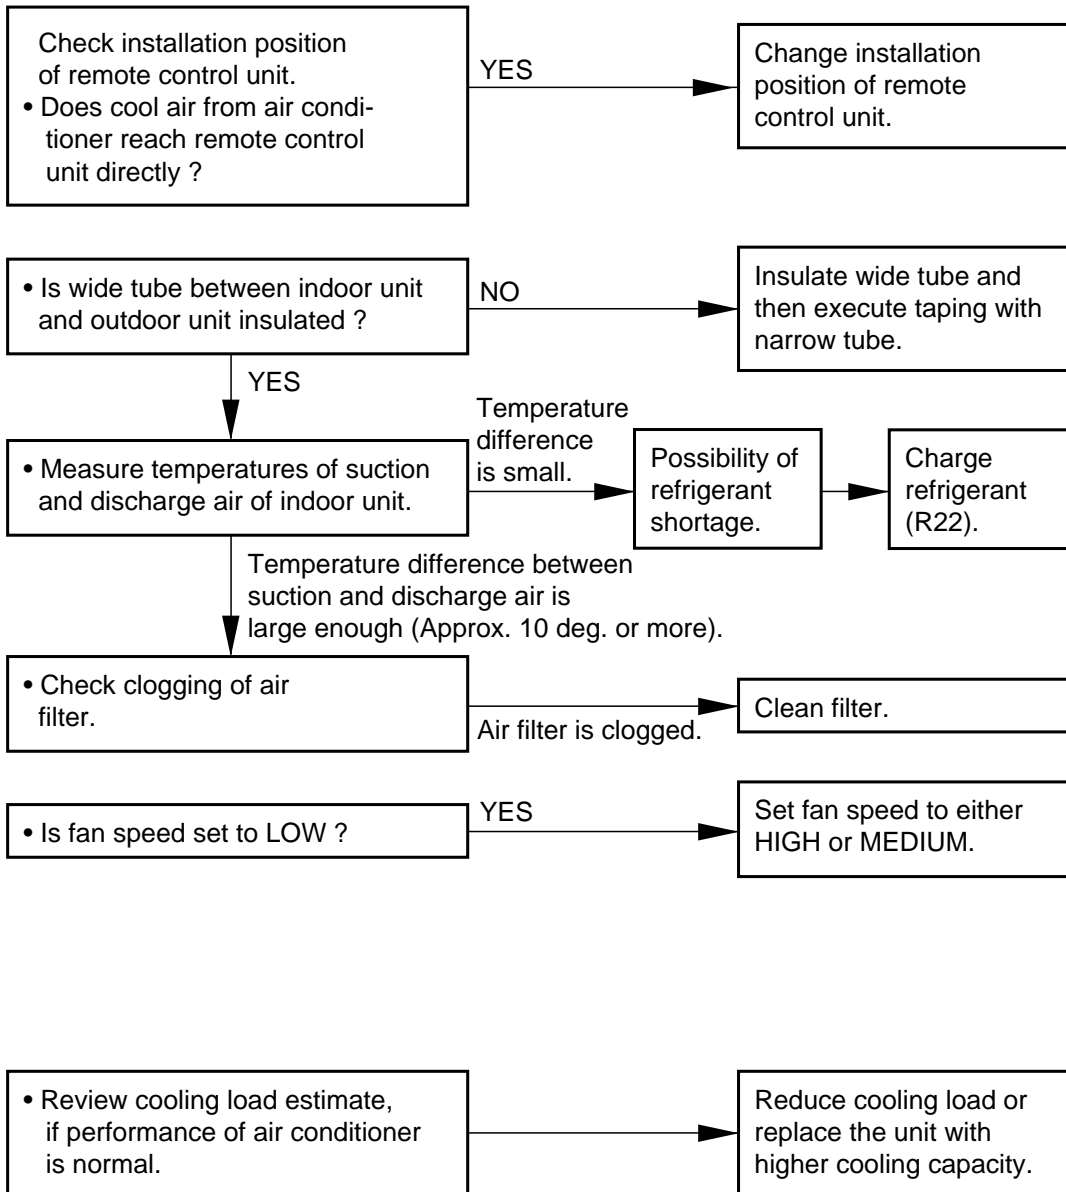 Check installation position
of remote control unit.
• Does cool air from air condi-
tioner reach remote control
unit directly ?
YES
Change installation
position of remote
control unit.
• Is wide tube between indoor unit
and outdoor unit insulated ?
NO
Insulate wide tube and
then execute taping with
narrow tube.
YES
• Measure temperatures of suction
and discharge air of indoor unit.
Temperature
difference
is small.
Possibility of
refrigerant
shortage.
Charge
refrigerant
(R22).
Temperature difference between
suction and discharge air is
large enough (Approx. 10 deg. or more).
• Check clogging of air
filter.
Air filter is clogged.
Clean filter.
• Is fan speed set to LOW ?
YES
Set fan speed to either
HIGH or MEDIUM.
• Review cooling load estimate,
if performance of air conditioner
is normal.
Reduce cooling load or
replace the unit with
higher cooling capacity.